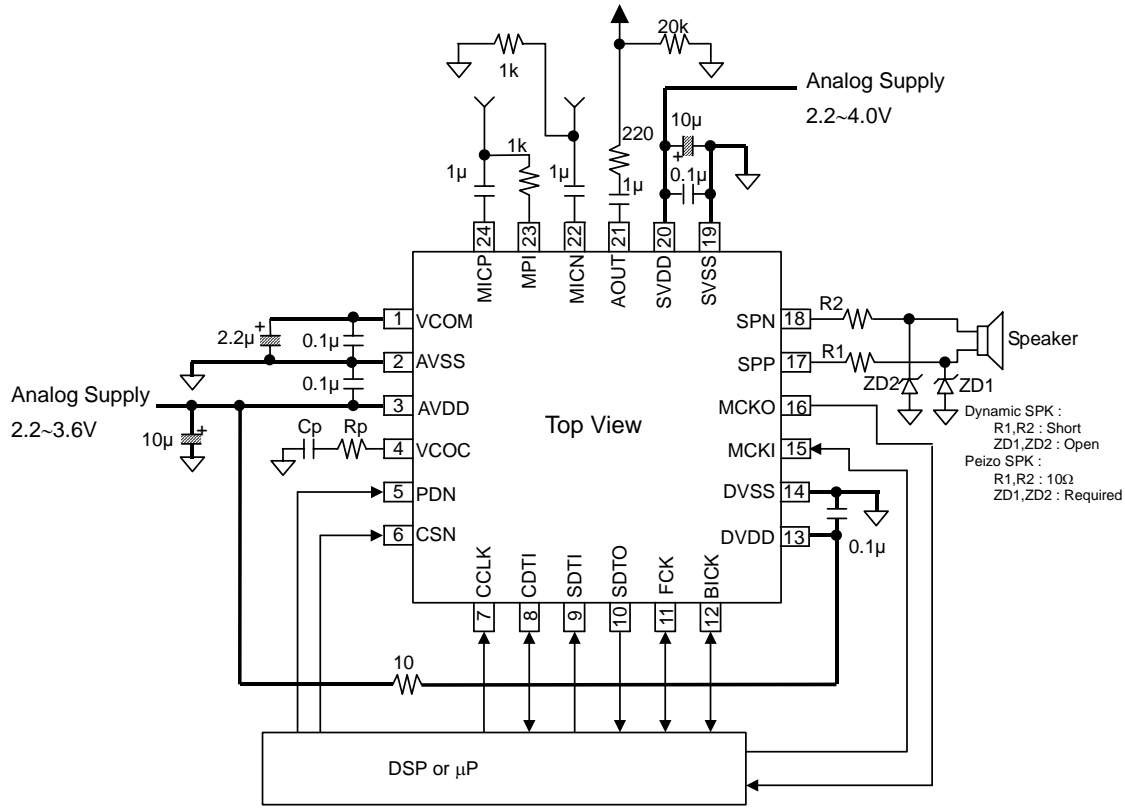 20k
1k
Analog Supply
2.2~4.0V
10µ
+
220
1k
1µ
1µ
1µ
0.1µ
24
23
22
21
20
19
MICP
MPI
MICN
AOUT
SVDD
SVSS
1 VCOM
2.2µ
+
0.1µ
2 AVSS
0.1µ
Analog Supply
2.2~3.6V
3 AVDD
10µ
+
Cp
Rp
4 VCOC
5 PDN
6 CSN
Top View
SPN 18
R2
SPP 17
R1
Speaker
ZD2
ZD1
MCKO 16
MCKI 15
DVSS 14
DVDD 13
0.1µ
Dynamic SPK :
R1,R2 : Short
ZD1,ZD2 : Open
Peizo SPK :
R1,R2 : 10Ω
ZD1,ZD2 : Required
CCLK
CDTI
SDTI
SDTO
FCK
BICK
7
8
9
10
11
12
10
DSP or µP